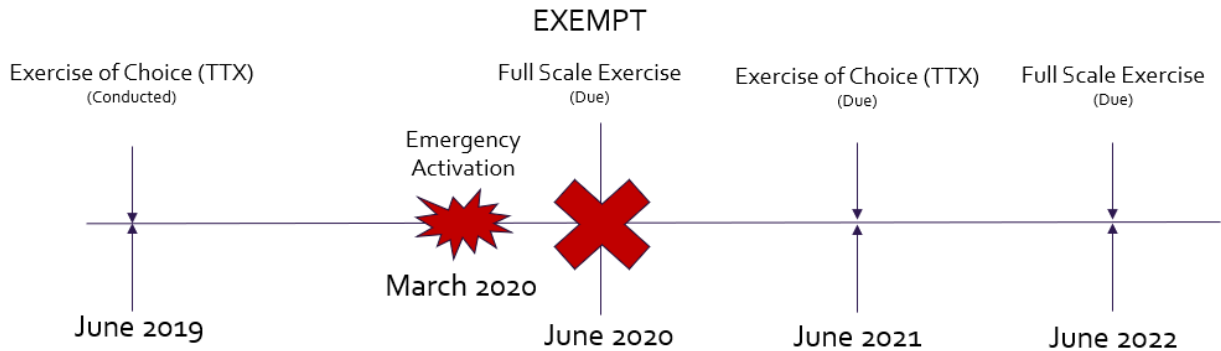 EXEMPT
Exercise of Choice (TTX)
(Conducted)
Full Scale Exercise
(Due)
Exercise of Choice (TTX)
(Due)
Full Scale Exercise
(Due)
Emergency
Activation
March 2020
June 2019
June 2020
June 2021
June 2022